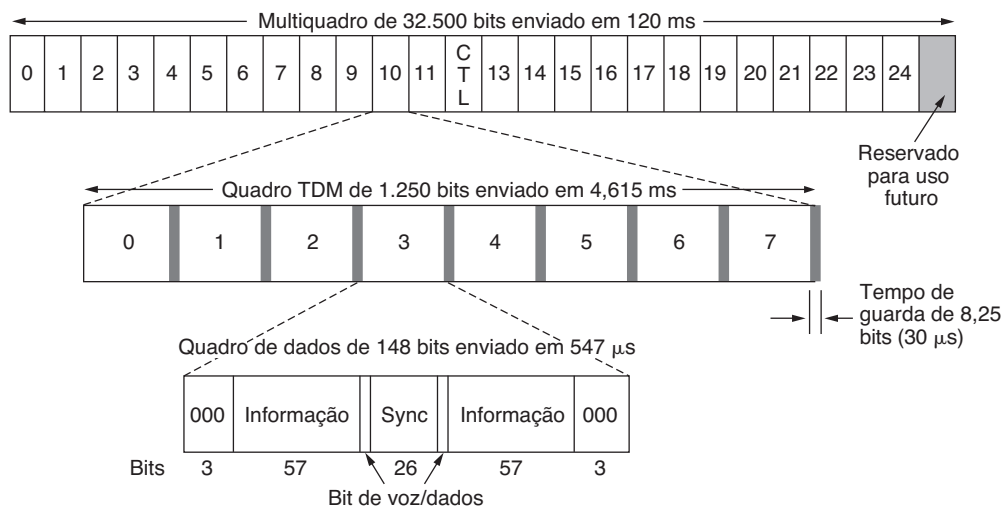 Multiquadro de 32.500 bits enviado em 120 ms
0 1 2 3 4 5 6 7 8 9 10 11 CTL 13 14 15 16 17 18 19 20 21 22 23 24
Reservado
para uso
futuro
Quadro TDM de 1.250 bits enviado em 4,615 ms
0 1 2 3 4 5 6 7
Tempo de
guarda de 8,25
bits (30 μs)
Quadro de dados de 148 bits enviado em 547 μs
000 Informação Sync Informação 000
Bits 3 57 26 57 3
Bit de voz/dados